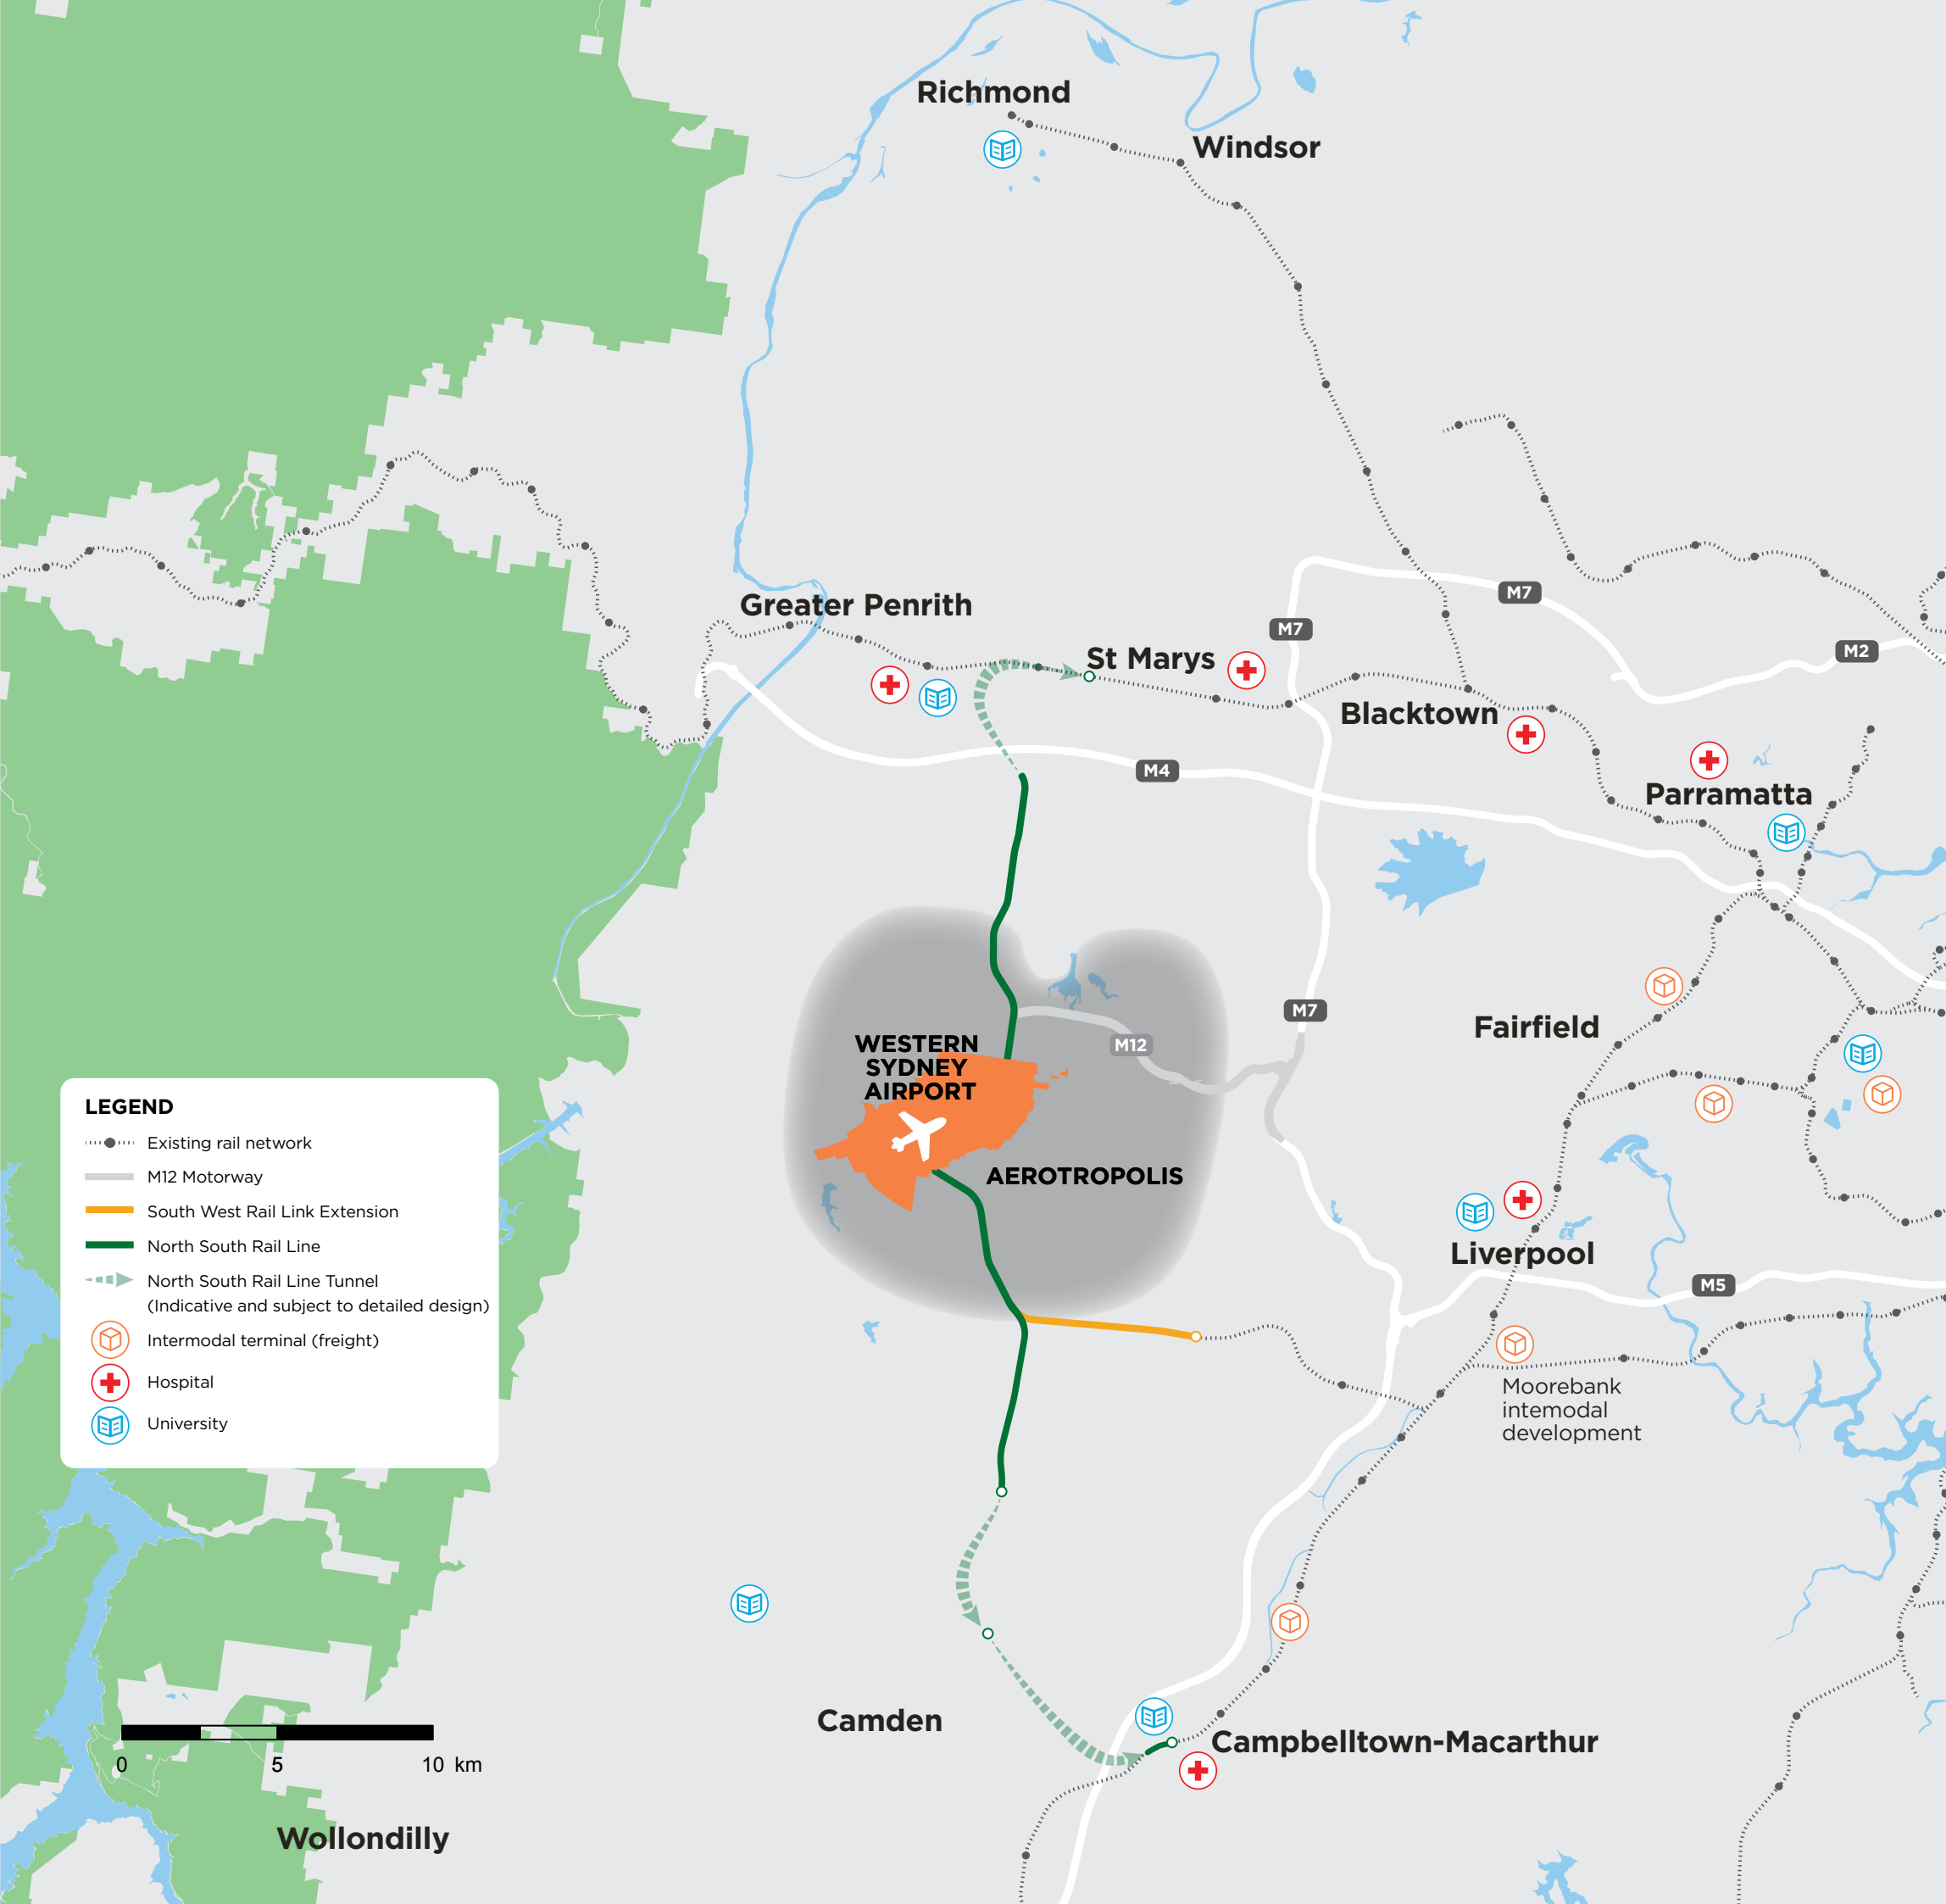 Richmond
Windsor
Greater Penrith
St Marys
M7
M7
M2
Blacktown
M4
Parramatta
M7
Fairfield
M12
WESTERN
SYDNEY
AIRPORT
AEROTROPOLIS
Liverpool
M5
Moorebank
intemodal
development
LEGEND
Existing rail network
M12 Motorway
South West Rail Link Extension
North South Rail Line
North South Rail Line Tunnel
(Indicative and subject to detailed design)
Intermodal terminal (freight)
Hospital
University
Camden
Campbelltown-Macarthur
0 5 10 km
Wollondilly